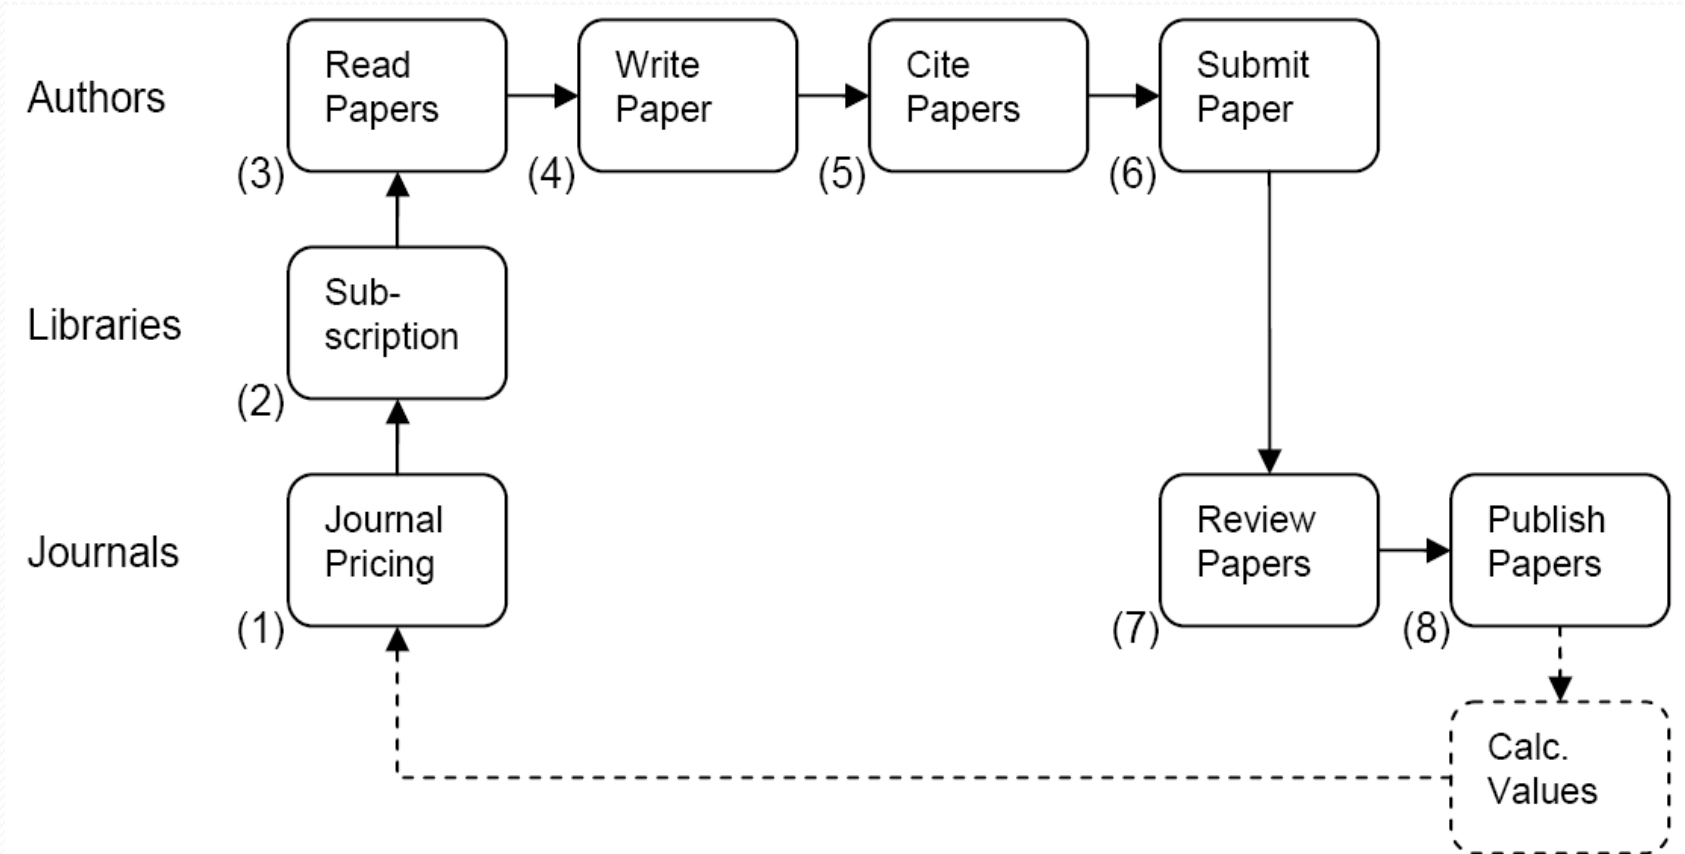 Authors
Read
Papers
(3)
Write
Paper
(4)
Cite
Papers
(5)
Submit
Paper
(6)
Libraries
Sub-
scription
(2)
Journals
Journal
Pricing
(1)
Review
Papers
(7)
Publish
Papers
(8)
Calc.
Values